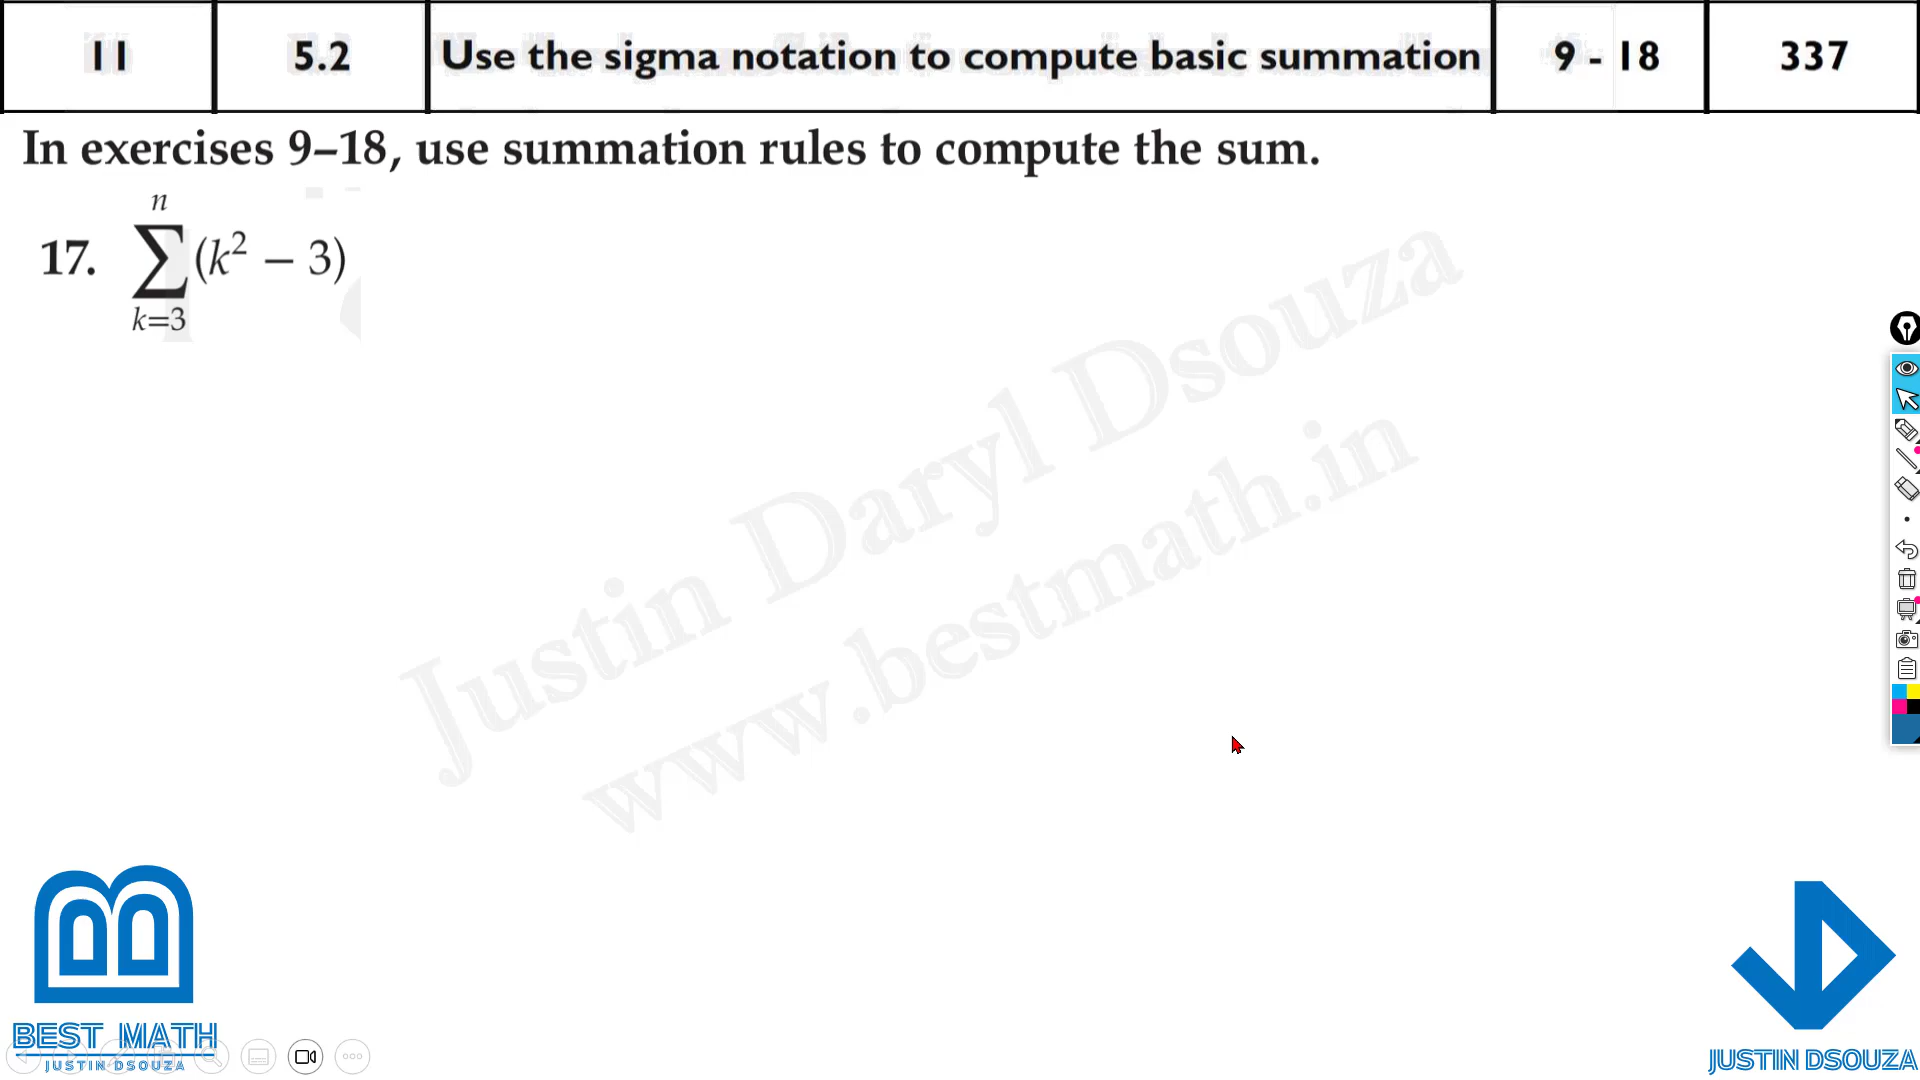 11 5.2 Use the sigma notation to compute basic summation 9 - 18 337
In exercises 9–18, use summation rules to compute the sum.
n
17. ∑(k² − 3)
k=3
Justin Daryl Dsouza
www.bestmath.in
BEST MATH
JUSTIN DSOUZA
JUSTIN DSOUZA